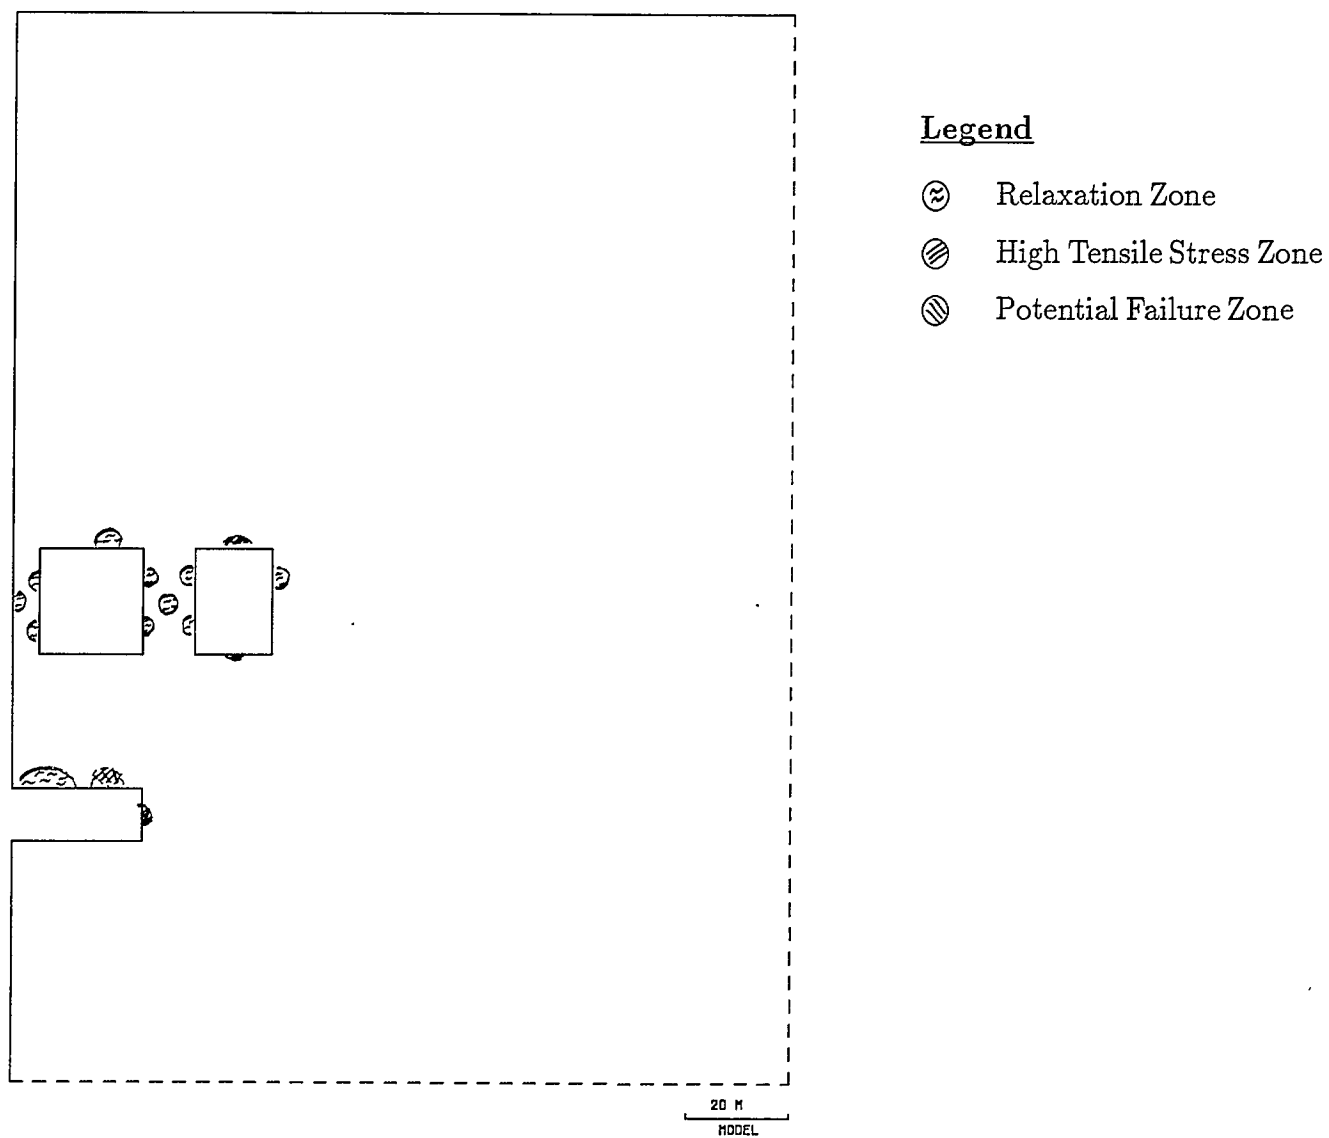 Legend
Relaxation Zone
High Tensile Stress Zone
Potential Failure Zone
20 M
MODEL